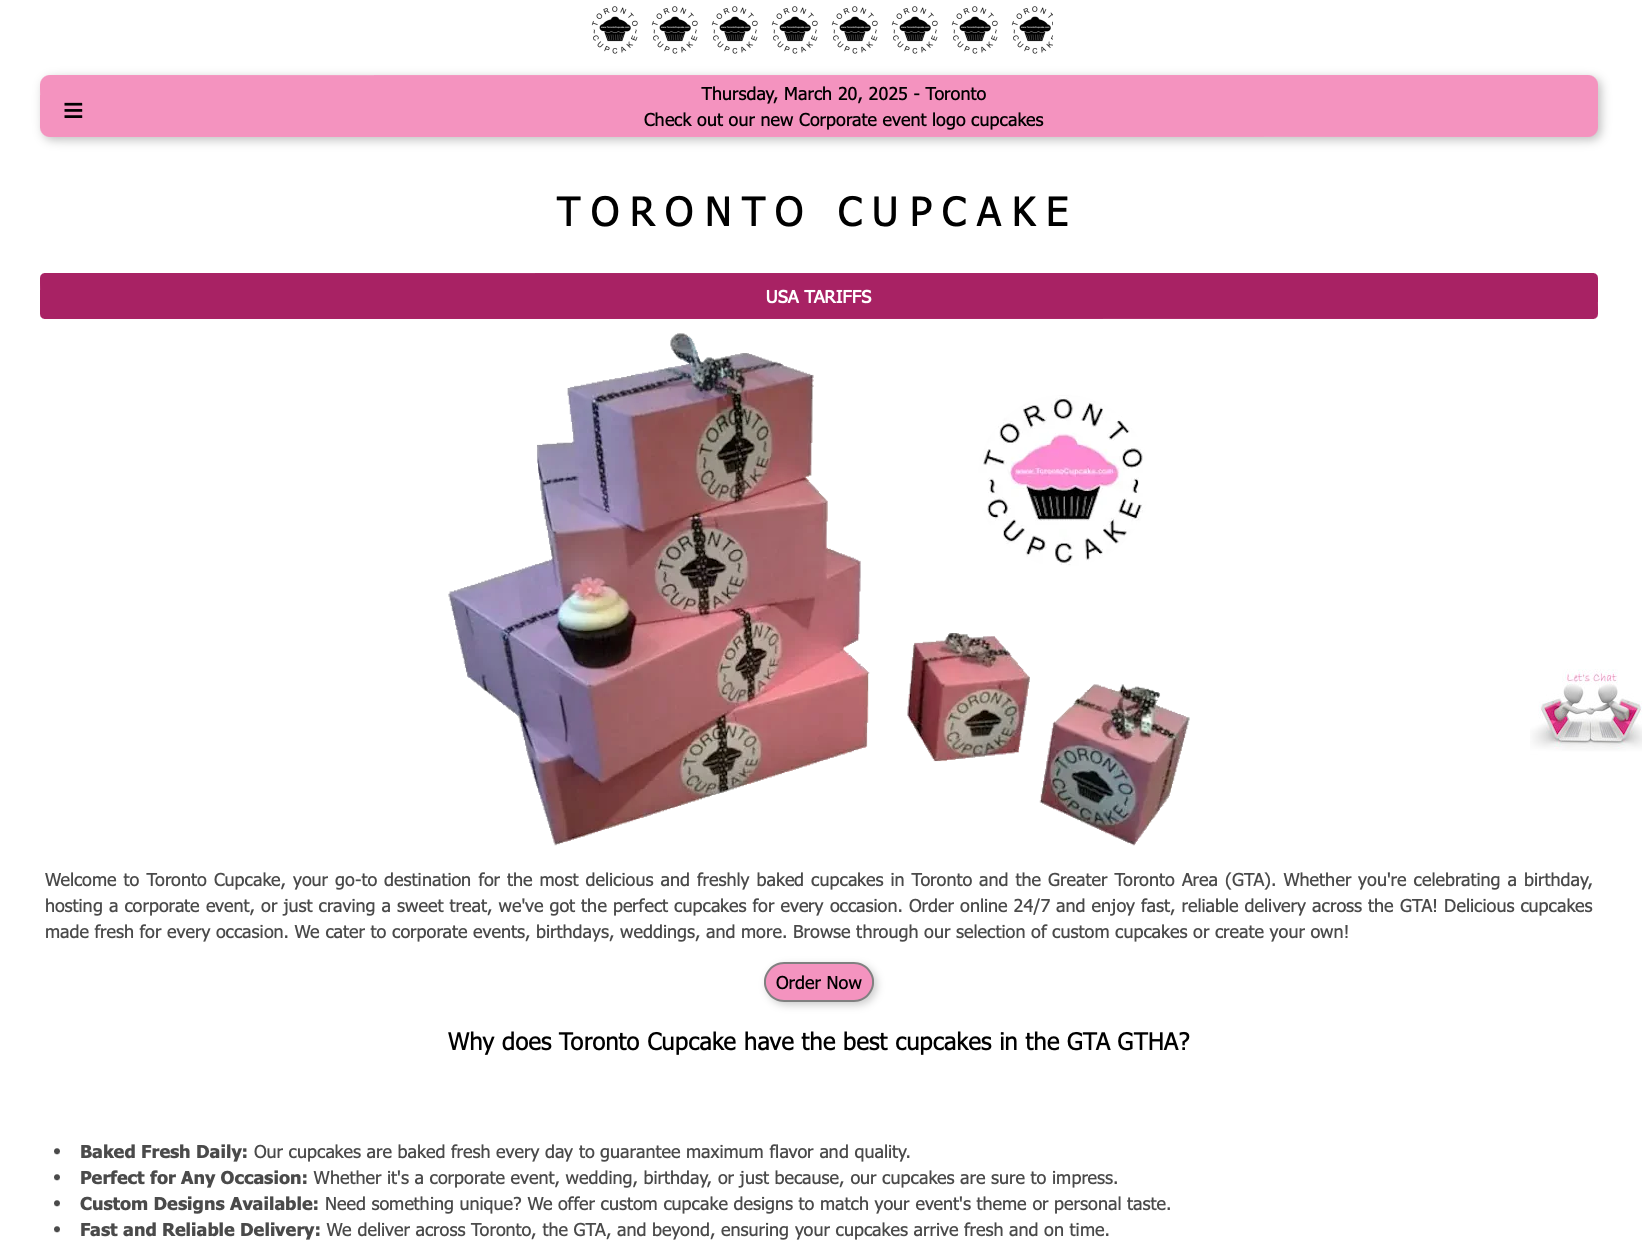 TORONTO CUPCAKE TORONTO CUPCAKE TORONTO CUPCAKE TORONTO CUPCAKE TORONTO CUPCAKE TORONTO CUPCAKE TORONTO CUPCAKE TORONTO CUPCAKE
Thursday, March 20, 2025 - Toronto
Check out our new Corporate event logo cupcakes
TORONTO CUPCAKE
USA TARIFFS
TORONTO ~CUPCAKE~
www.TorontoCupcake.com
TORONTO ~CUPCAKE~
TORONTO ~CUPCAKE~
TORONTO CUPCAKE
TORONTO ~CUPCAKE~
TORONTO ~CUPCAKE~
TORONTO ~CUPCAKE~
Let's Chat
Welcome to Toronto Cupcake, your go-to destination for the most delicious and freshly baked cupcakes in Toronto and the Greater Toronto Area (GTA). Whether you're celebrating a birthday,
hosting a corporate event, or just craving a sweet treat, we've got the perfect cupcakes for every occasion. Order online 24/7 and enjoy fast, reliable delivery across the GTA! Delicious cupcakes
made fresh for every occasion. We cater to corporate events, birthdays, weddings, and more. Browse through our selection of custom cupcakes or create your own!
Order Now
Why does Toronto Cupcake have the best cupcakes in the GTA GTHA?
• Baked Fresh Daily: Our cupcakes are baked fresh every day to guarantee maximum flavor and quality.
• Perfect for Any Occasion: Whether it's a corporate event, wedding, birthday, or just because, our cupcakes are sure to impress.
• Custom Designs Available: Need something unique? We offer custom cupcake designs to match your event's theme or personal taste.
• Fast and Reliable Delivery: We deliver across Toronto, the GTA, and beyond, ensuring your cupcakes arrive fresh and on time.